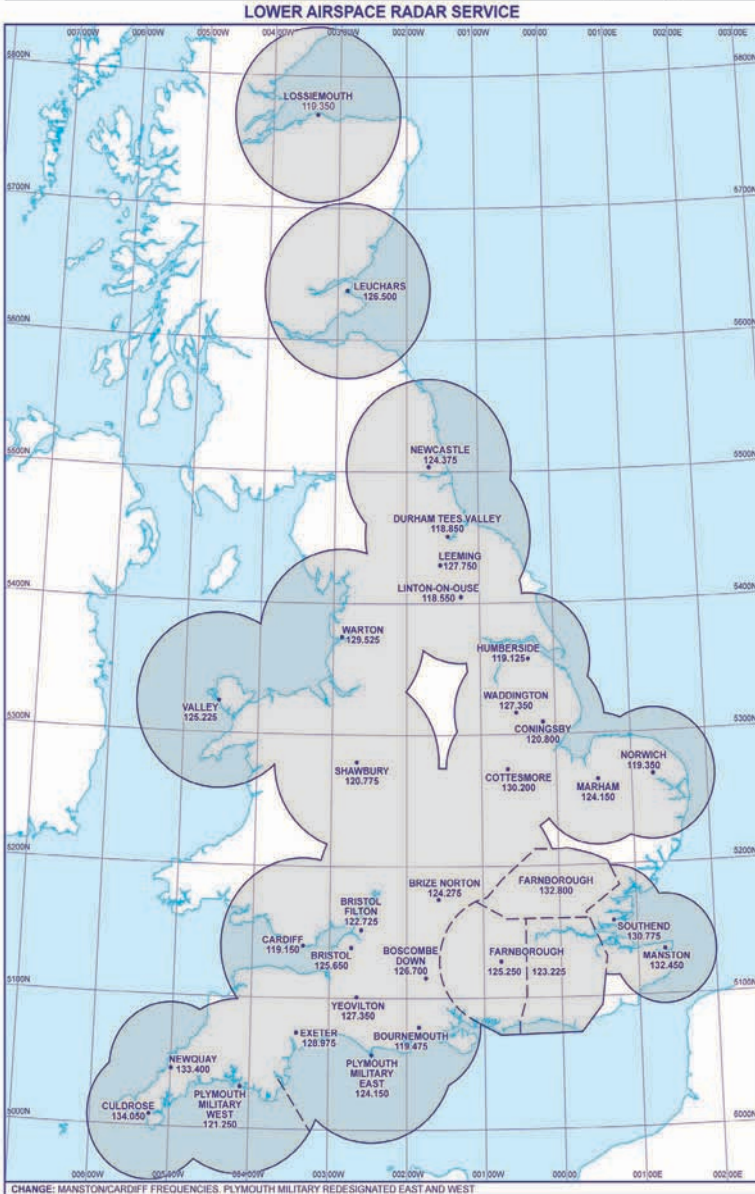 LOWER AIRSPACE RADAR SERVICE
007.00W 006.00W 005.00W 004.00W 003.00W 002.00W 001.00W 000.00 001.00E 002.00E
5800N 5800N
LOSSIEMOUTH
119.350
5700N 5700N
LEUCHARS
126.500
5600N 5600N
NEWCASTLE
124.375
5500N 5500N
DURHAM TEES VALLEY
118.850
LEEMING
127.750
LINTON-ON-OUSE
118.550
5400N 5400N
WARTON
129.525
HUMBERSIDE
119.125
VALLEY
125.225
WADDINGTON
127.350
CONINGSBY
120.800
5300N 5300N
SHAWBURY
120.775
COTTESMORE
130.200
MARHAM
124.150
NORWICH
119.350
5200N 5200N
BRIZE NORTON
124.275
FARNBOROUGH
132.800
BRISTOL
FILTON
122.725
CARDIFF
119.150
BRISTOL
125.650
BOSCOMBE
DOWN
126.700
FARNBOROUGH
125.250 123.225
SOUTHEND
130.775
MANSTON
132.450
5100N 5100N
YEOVILTON
127.350
EXETER
128.975
BOURNEMOUTH
119.475
PLYMOUTH
MILITARY
EAST
124.150
NEWQUAY
133.400
CULDROSE
134.050
PLYMOUTH
MILITARY
WEST
121.250
5000N 5000N
004.00W 003.00W 002.00W 001.00W 000.00 001.00E
CHANGE: MANSTON/CARDIFF FREQUENCIES. PLYMOUTH MILITARY REDESIGNATED EAST AND WEST